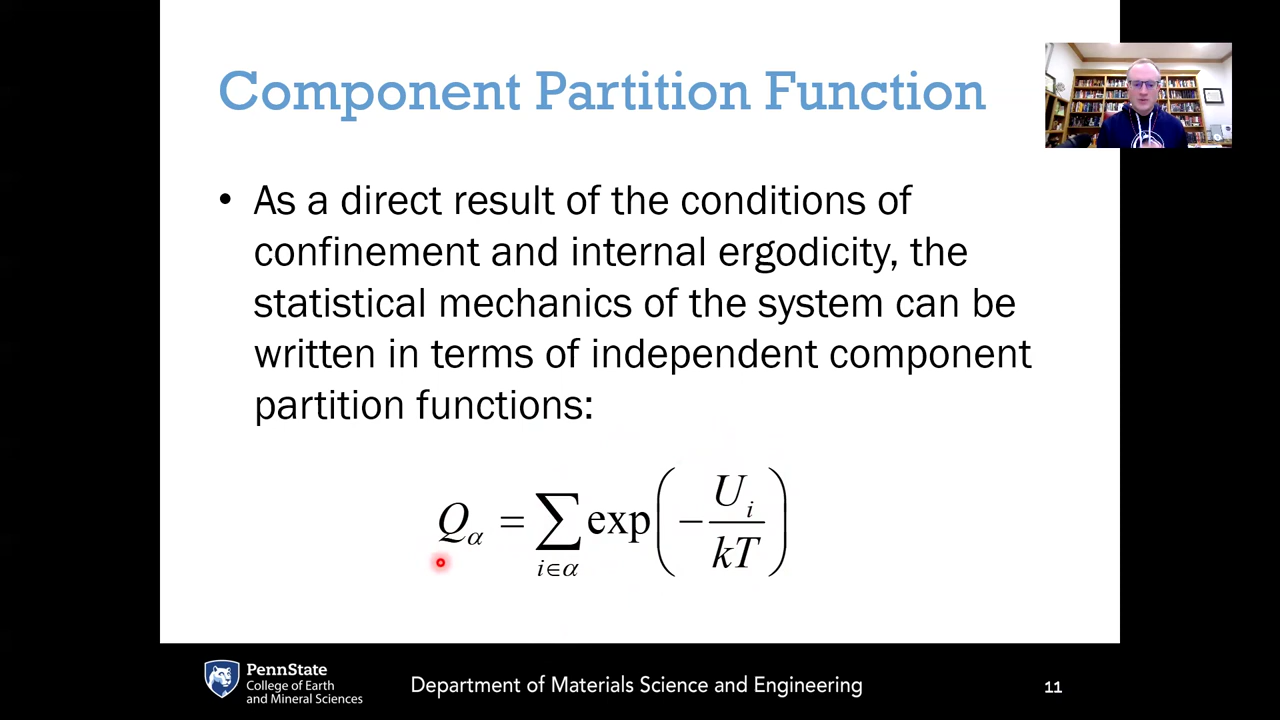 Component Partition Function
• As a direct result of the conditions of
confinement and internal ergodicity, the
statistical mechanics of the system can be
written in terms of independent component
partition functions:
Qα = ∑ i∈α exp(−Ui/kT)
PennState
College of Earth
and Mineral Sciences
Department of Materials Science and Engineering
11